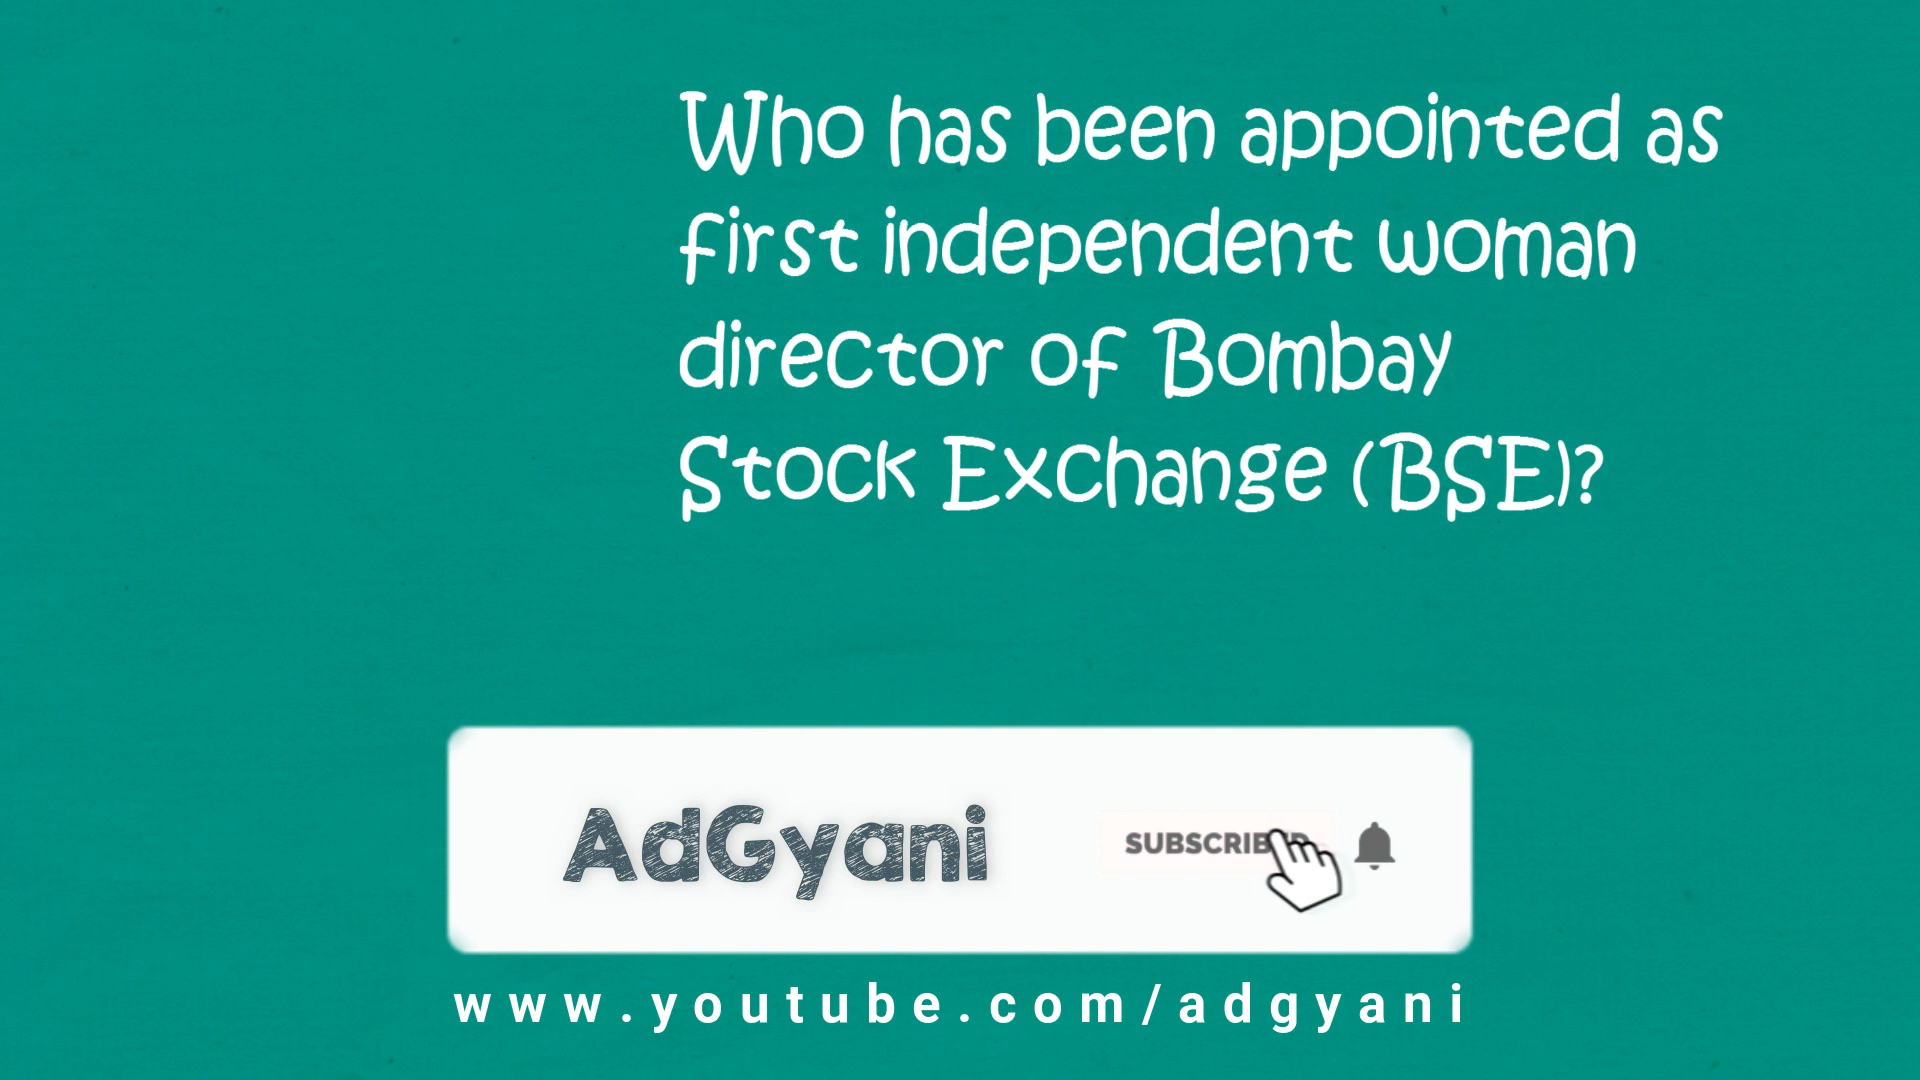 Who has been appointed as
first independent woman
director of Bombay
Stock Exchange (BSE)?
AdGyani
www.youtube.com/adgyani